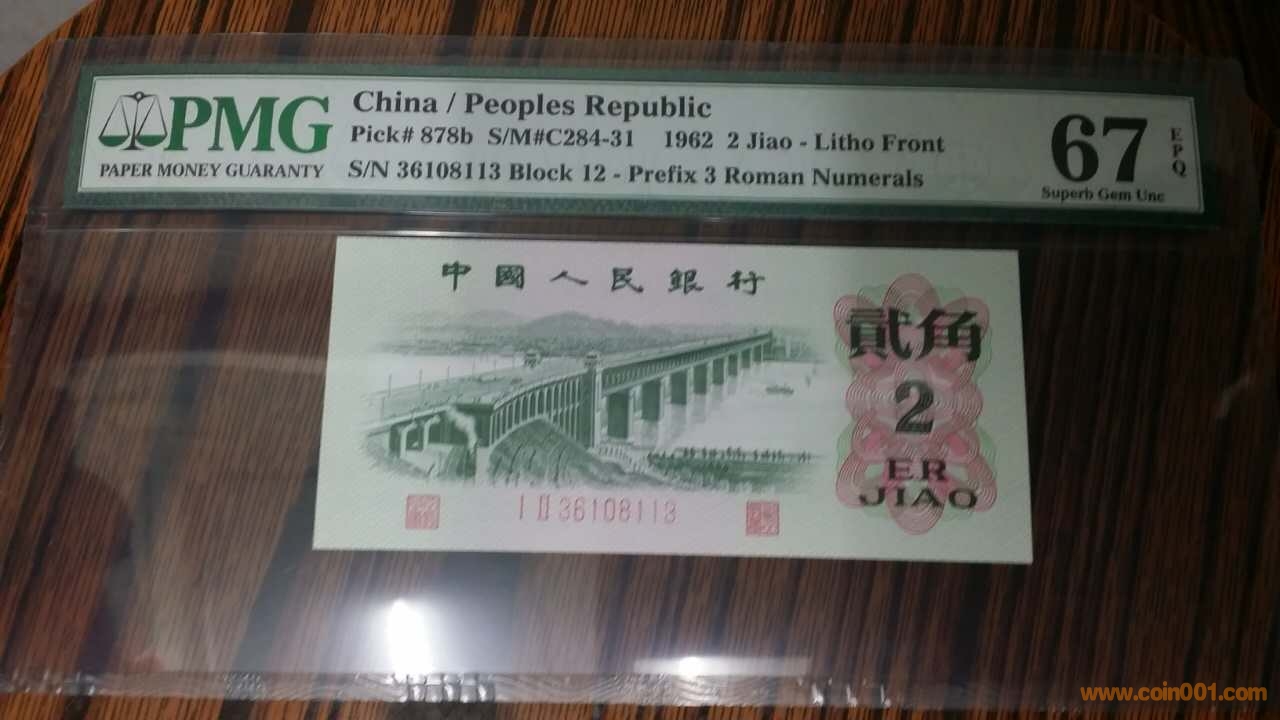 PMG
PAPER MONEY GUARANTY
China / Peoples Republic
Pick# 878b S/M#C284-31 1962 2 Jiao - Litho Front
S/N 36108113 Block 12 - Prefix 3 Roman Numerals
67
EPQ
Superb Gem Unc
中國人民銀行
貳角
2
ER
JIAO
I II 36108113
www.coin001.com